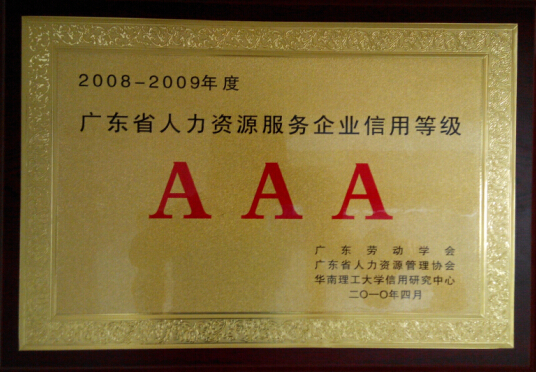 2008-2009年度
广东省人力资源服务企业信用等级
AAA
广东劳动学会
广东省人力资源管理协会
华南理工大学信用研究中心
二〇一〇年四月